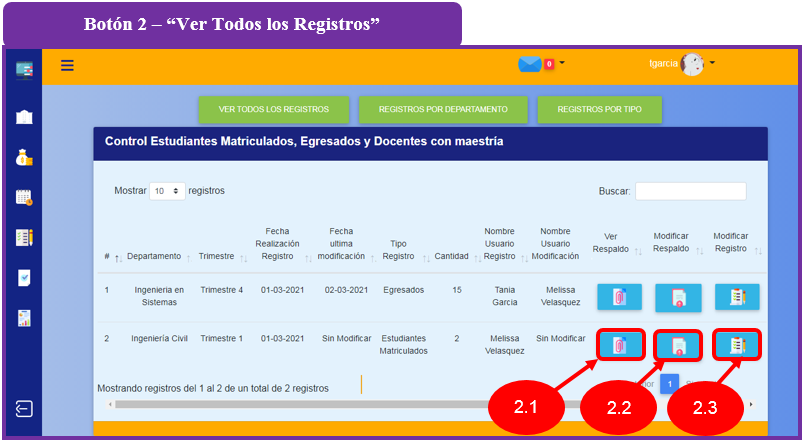 Botón 2 – “Ver Todos los Registros”
0
fgarcia
VER TODOS LOS REGISTROS
REGISTROS POR DEPARTAMENTO
REGISTROS POR TIPO
Control Estudiantes Matriculados, Egresados y Docentes con maestría
Mostrar 10 registros
Buscar:
# Departamento Trimestre Fecha Realización Registro Fecha ultima modificación Tipo Registro Cantidad Nombre Usuario Registro Nombre Usuario Modificación Ver Respaldo Modificar Respaldo Modificar Registro
1 Ingenieria en Sistemas Trimestre 4 01-03-2021 02-03-2021 Egresados 15 Tania Garcia Melissa Velasquez
2 Ingeniería Civil Trimestre 1 01-03-2021 Sin Modificar Estudiantes Matriculados 2 Melissa Velasquez Sin Modificar
Mostrando registros del 1 al 2 de un total de 2 registros
1
2.1
2.2
2.3